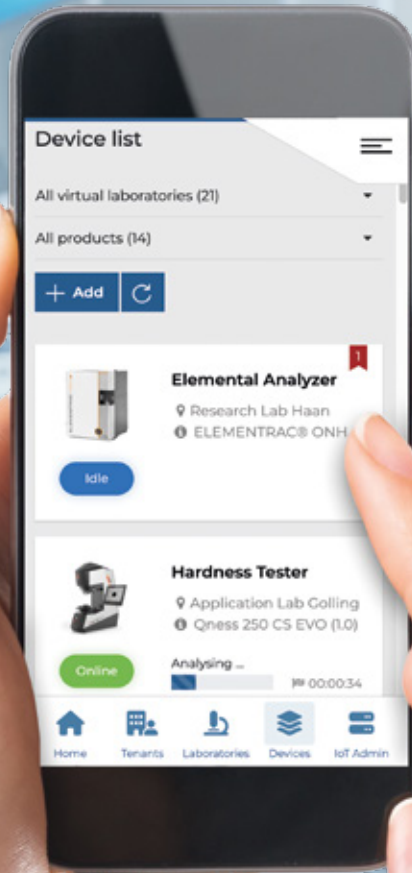 Device list
All virtual laboratories (21)
All products (14)
+ Add
1
Elemental Analyzer
Research Lab Haan
ELEMENTRAC® ONH
Idle
Hardness Tester
Application Lab Golling
Qness 250 CS EVO (1.0)
Online
Analysing ...
00:00:34
Home Tenants Laboratories Devices IoT Admin